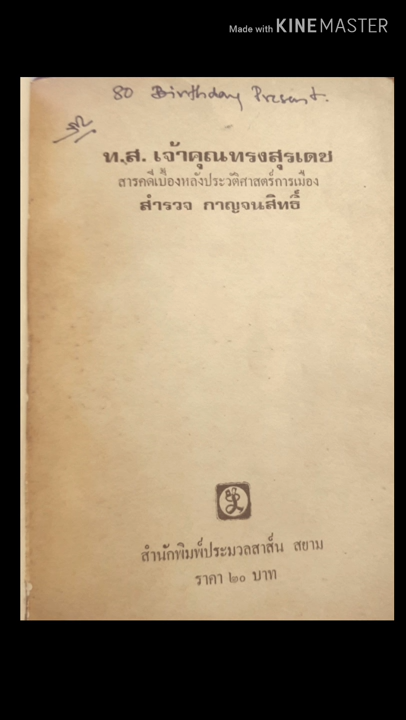 Made with KINEMASTER
80 Birthday Present.
ท.ส. เจ้าคุณทรงสุรเดช
สารคดีเบื้องหลังประวัติศาสตร์การเมือง
สำรวจ กาญจนสิทธิ์
สำนักพิมพ์ประมวลสาส์น สยาม
ราคา ๒๐ บาท